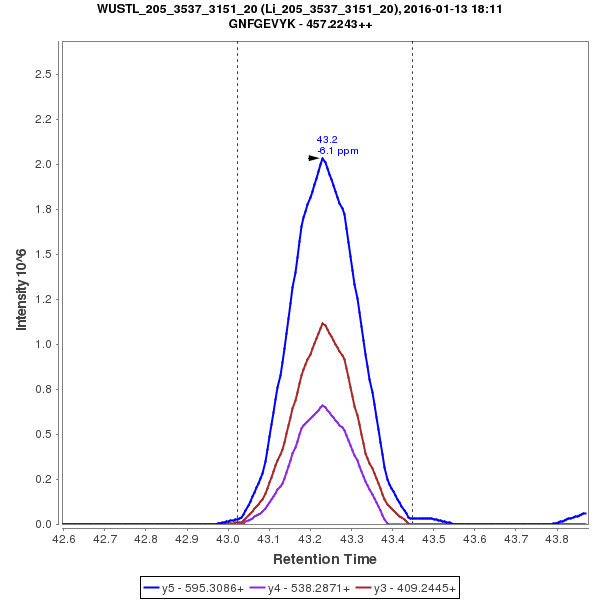 WUSTL_205_3537_3151_20 (Li_205_3537_3151_20), 2016-01-13 18:11
GNFGEVYK - 457.2243++
2.5
2.2
2.0
1.8
1.5
1.2
1.0
0.8
0.5
0.2
0.0
Intensity 10^6
43.2
-6.1 ppm
42.6 42.7 42.8 42.9 43.0 43.1 43.2 43.3 43.4 43.5 43.6 43.7 43.8
Retention Time
y5 - 595.3086+ y4 - 538.2871+ y3 - 409.2445+